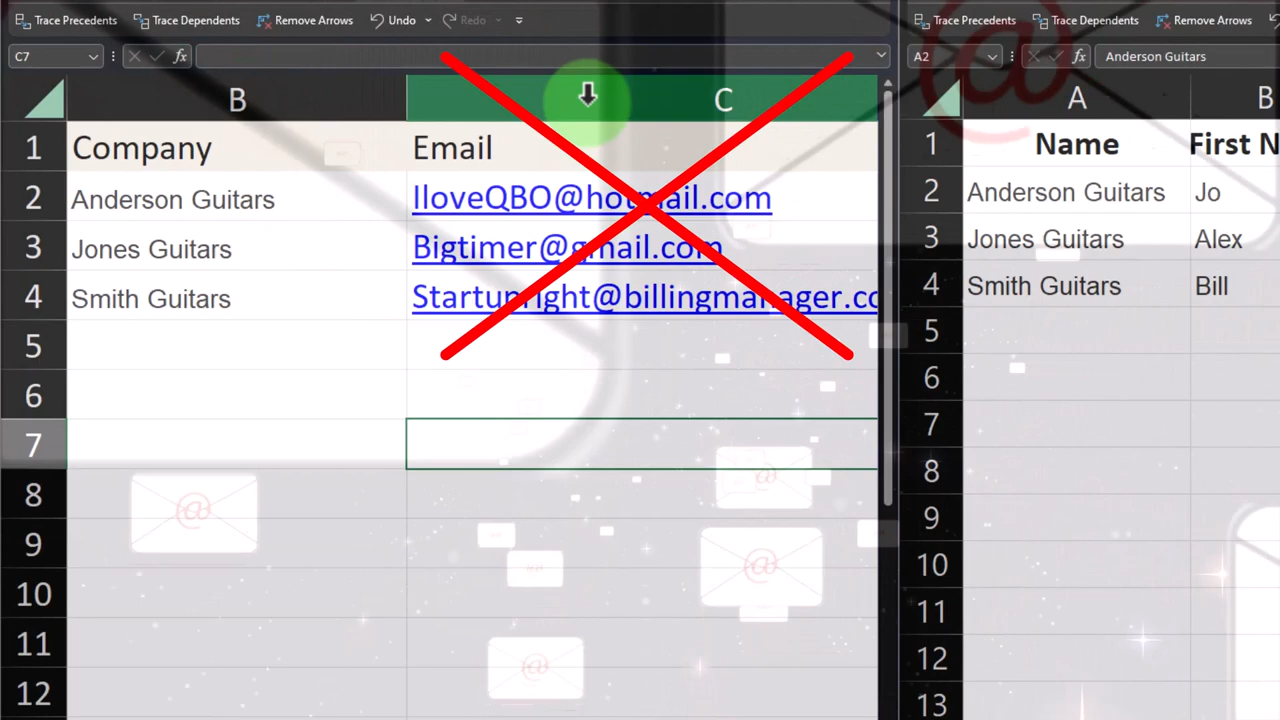 Trace Precedents Trace Dependents Remove Arrows Undo Redo
C7 fx
B C
1 Company Email
2 Anderson Guitars IloveQBO@hotmail.com
3 Jones Guitars Bigtimer@gmail.com
4 Smith Guitars Startupright@billingmanager.co
5
6
7
8
9
10
11
12
Trace Precedents Trace Dependents Remove Arrows
A2 fx Anderson Guitars
A B
1 Name First N
2 Anderson Guitars Jo
3 Jones Guitars Alex
4 Smith Guitars Bill
5
6
7
8
9
10
11
12
13